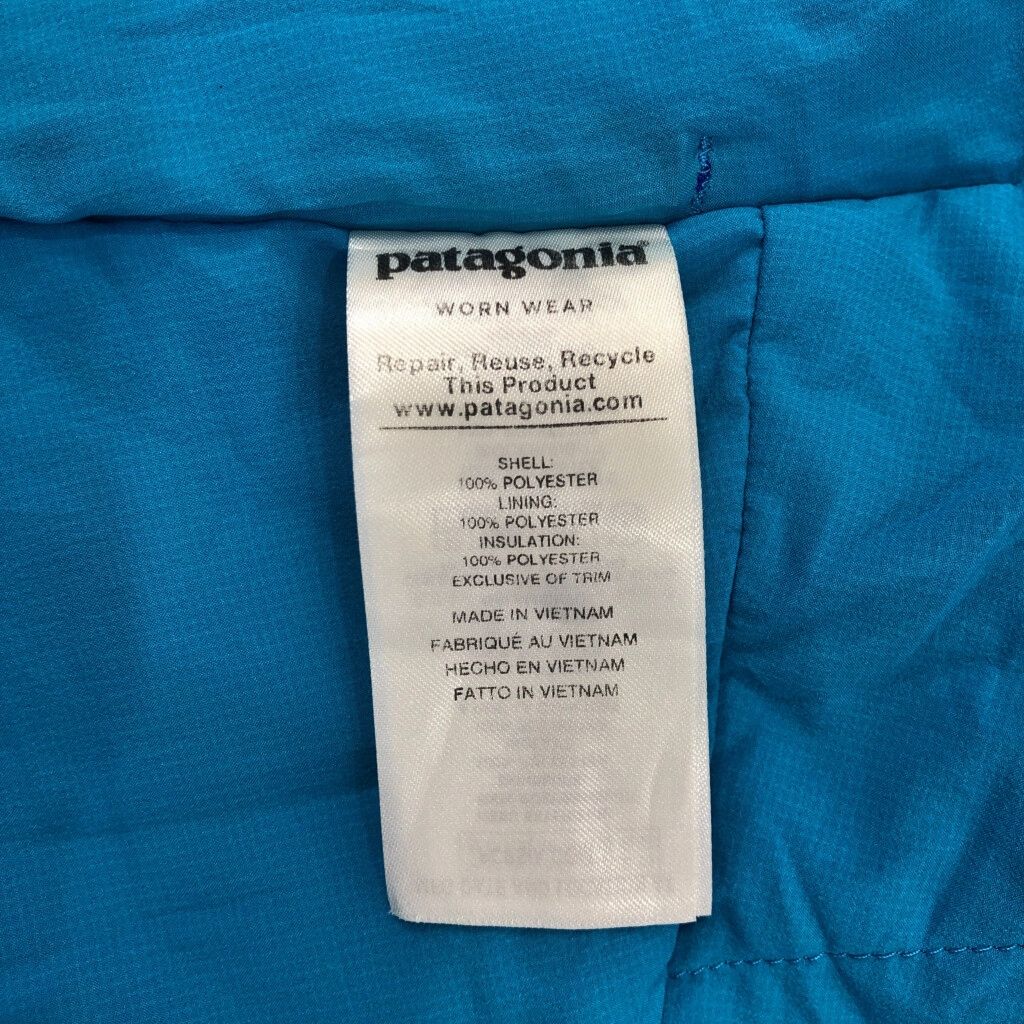 patagonia®
WORN WEAR
Repair, Reuse, Recycle
This Product
www.patagonia.com
SHELL:
100% POLYESTER
LINING:
100% POLYESTER
INSULATION:
100% POLYESTER
EXCLUSIVE OF TRIM
MADE IN VIETNAM
FABRIQUÉ AU VIETNAM
HECHO EN VIETNAM
FATTO IN VIETNAM